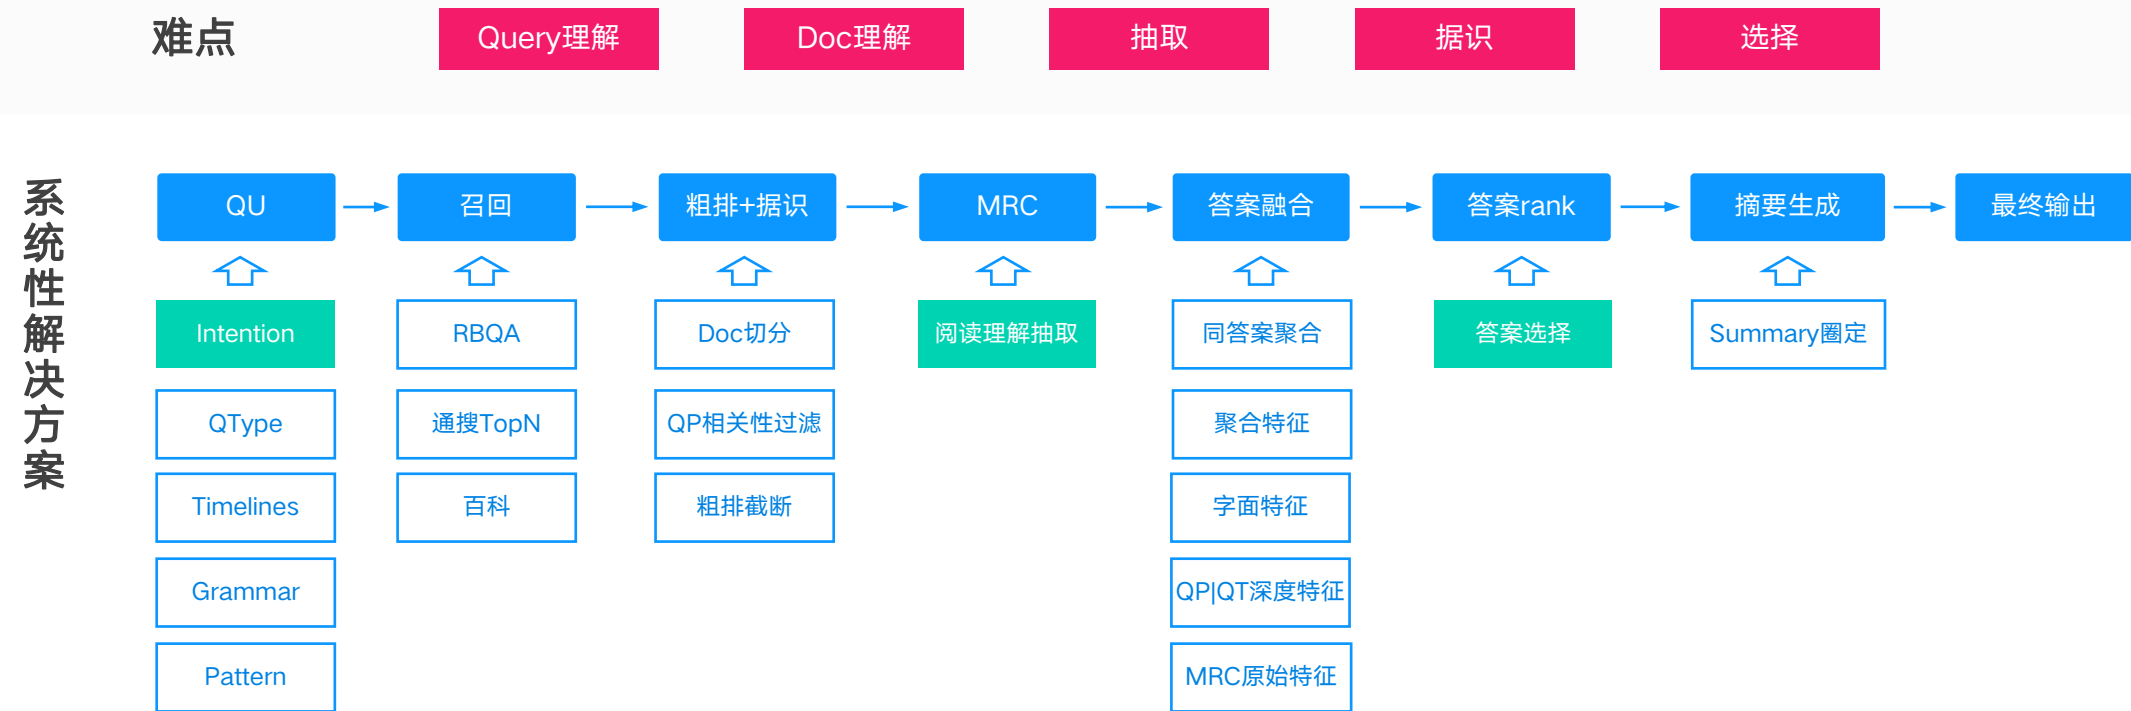 难点
Query理解
Doc理解
抽取
据识
选择
系统性解决方案
QU
召回
粗排+据识
MRC
答案融合
答案rank
摘要生成
最终输出
Intention
RBQA
Doc切分
阅读理解抽取
同答案聚合
答案选择
Summary圈定
QType
通搜TopN
QP相关性过滤
聚合特征
Timelines
百科
粗排截断
字面特征
Grammar
QP|QT深度特征
Pattern
MRC原始特征